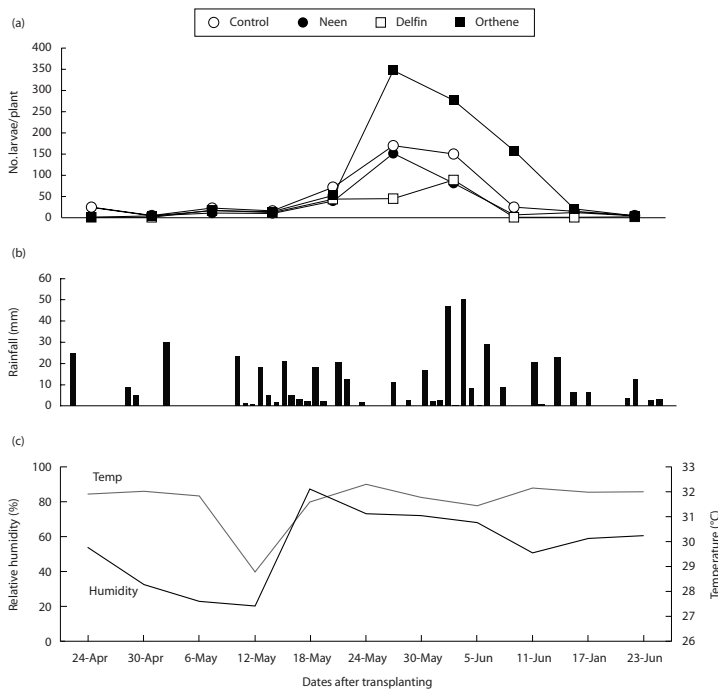 (a)
Control Neen Delfin Orthene
No.larvae/plant
400
350
300
250
200
150
100
50
0
(b)
Rainfall (mm)
60
50
40
30
20
10
0
(c)
Relative humidity (%)
100
80
60
40
20
0
Temp
Humidity
33
32
31
30
29
28
27
26
Temperature (°C)
24-Apr 30-Apr 6-May 12-May 18-May 24-May 30-May 5-Jun 11-Jun 17-Jan 23-Jun
Dates after transplanting